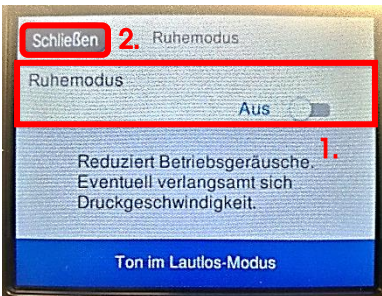 Schließen 2. Ruhemodus
Ruhemodus
Aus
1.
Reduziert Betriebsgeräusche.
Eventuell verlangsamt sich
Druckgeschwindigkeit.
Ton im Lautlos-Modus